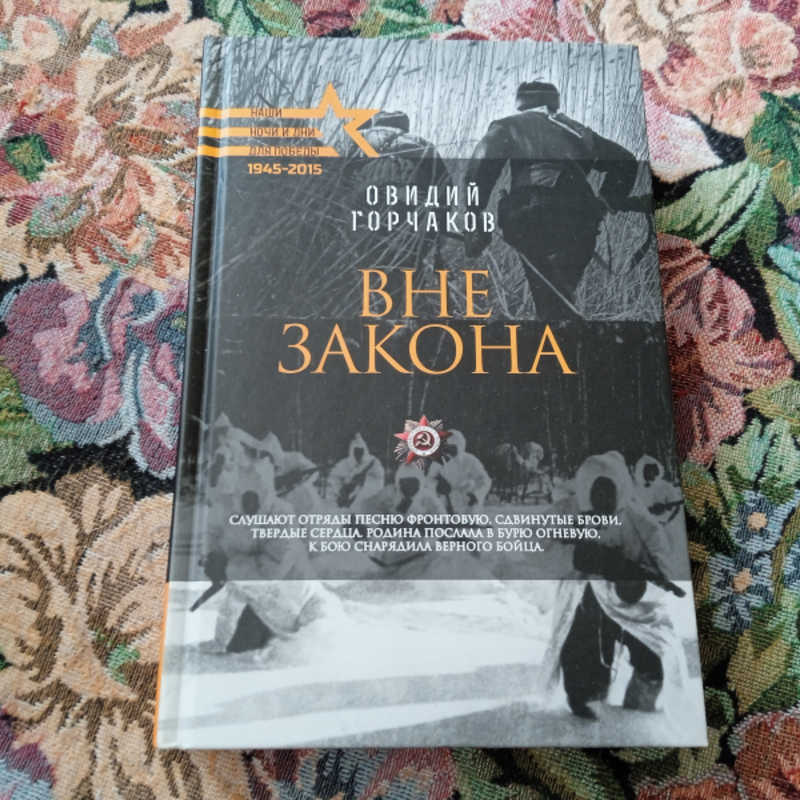 НАШИ
НОЧИ И ДНИ
ДЛЯ ПОБЕДЫ
1945-2015
ОВИДИЙ
ГОРЧАКОВ
ВНЕ
ЗАКОНА
СЛУШАЮТ ОТРЯДЫ ПЕСНЮ ФРОНТОВУЮ, СДВИНУТЫЕ БРОВИ,
ТВЕРДЫЕ СЕРДЦА. РОДИНА ПОСЛАЛА В БУРЮ ОГНЕВУЮ,
К БОЮ СНАРЯДИЛА ВЕРНОГО БОЙЦА.